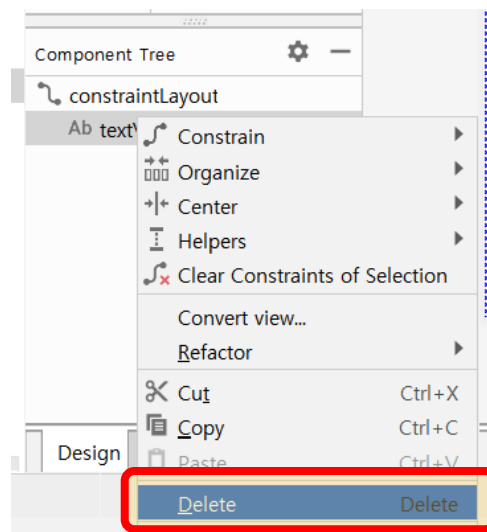 Component Tree
constraintLayout
Ab text
Constrain
Organize
Center
Helpers
Clear Constraints of Selection
Convert view...
Refactor
Cut Ctrl+X
Copy Ctrl+C
Design
Paste Ctrl+V
Delete Delete